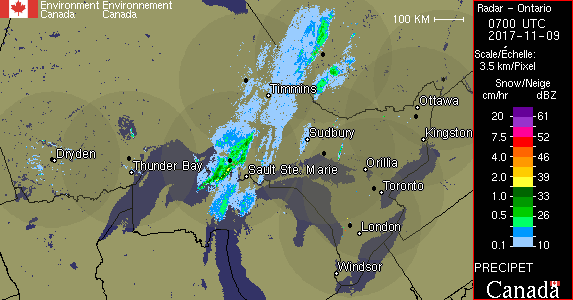 Environment Environnement
Canada Canada
100 KM
Radar - Ontario
0700 UTC
2017-11-09
Scale/Échelle:
3.5 km/Pixel
Snow/Neige
cm/hr dBZ
20 61
7.5 57
5.5 52
4.0 46
2.0 39
1.0 33
0.5 26
0.1 10
Timmins
Ottawa
Sudbury
Kingston
Dryden
Thunder Bay
Sault Ste. Marie
Orillia
Toronto
London
Windsor
PRECIPET
Canada